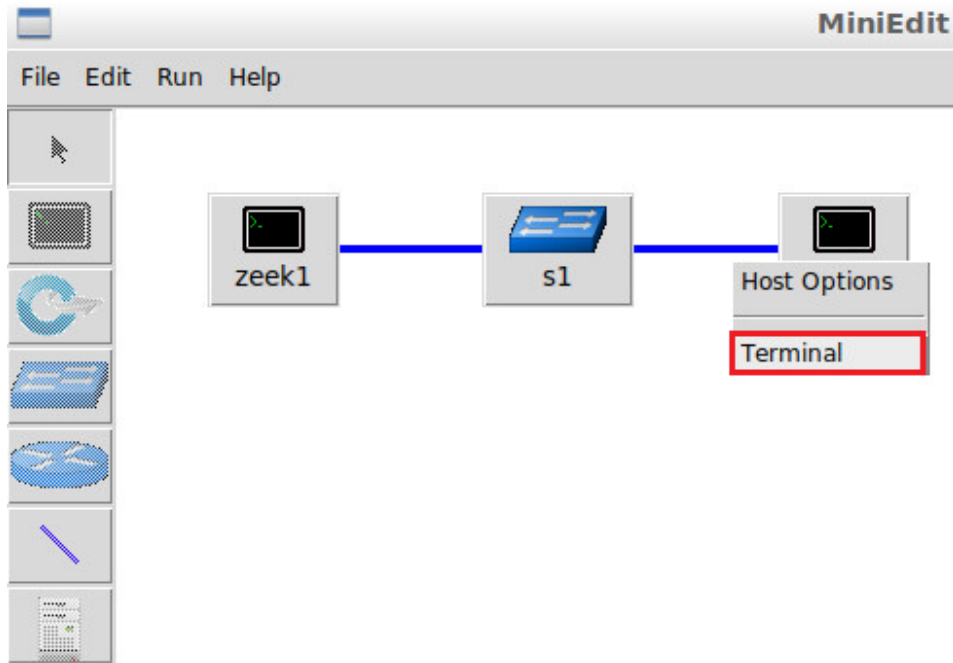 MiniEdit
File Edit Run Help
zeek1
s1
Host Options
Terminal